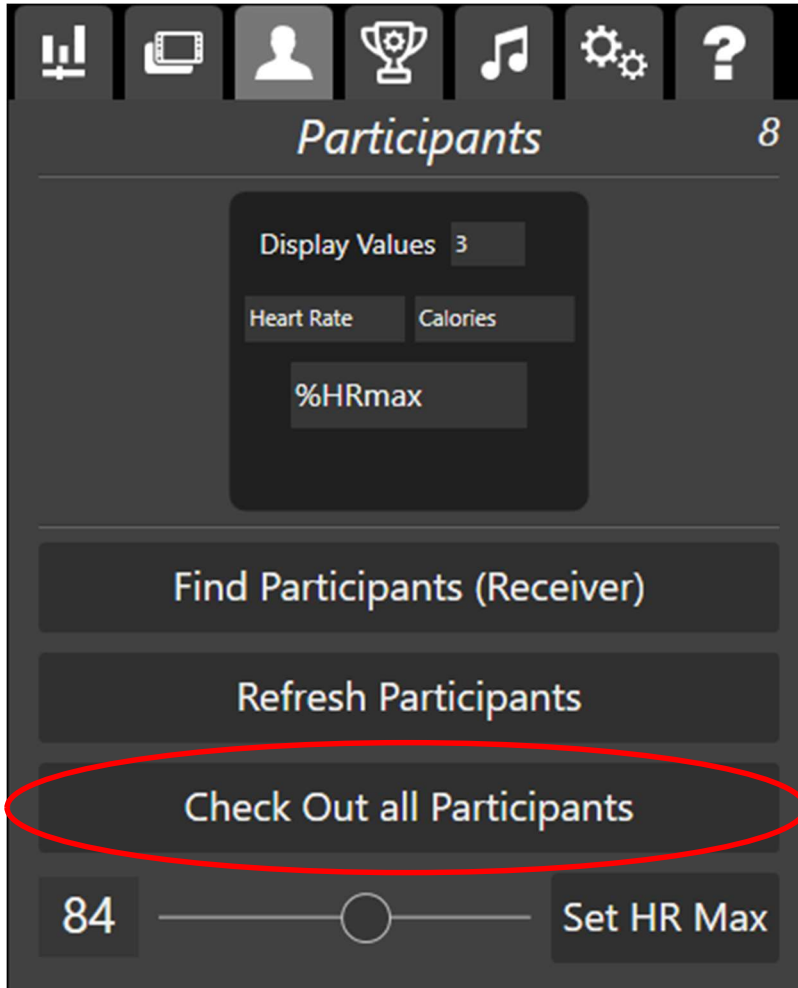 ?
Participants 8
Display Values 3
Heart Rate Calories
%HRmax
Find Participants (Receiver)
Refresh Participants
Check Out all Participants
84 Set HR Max